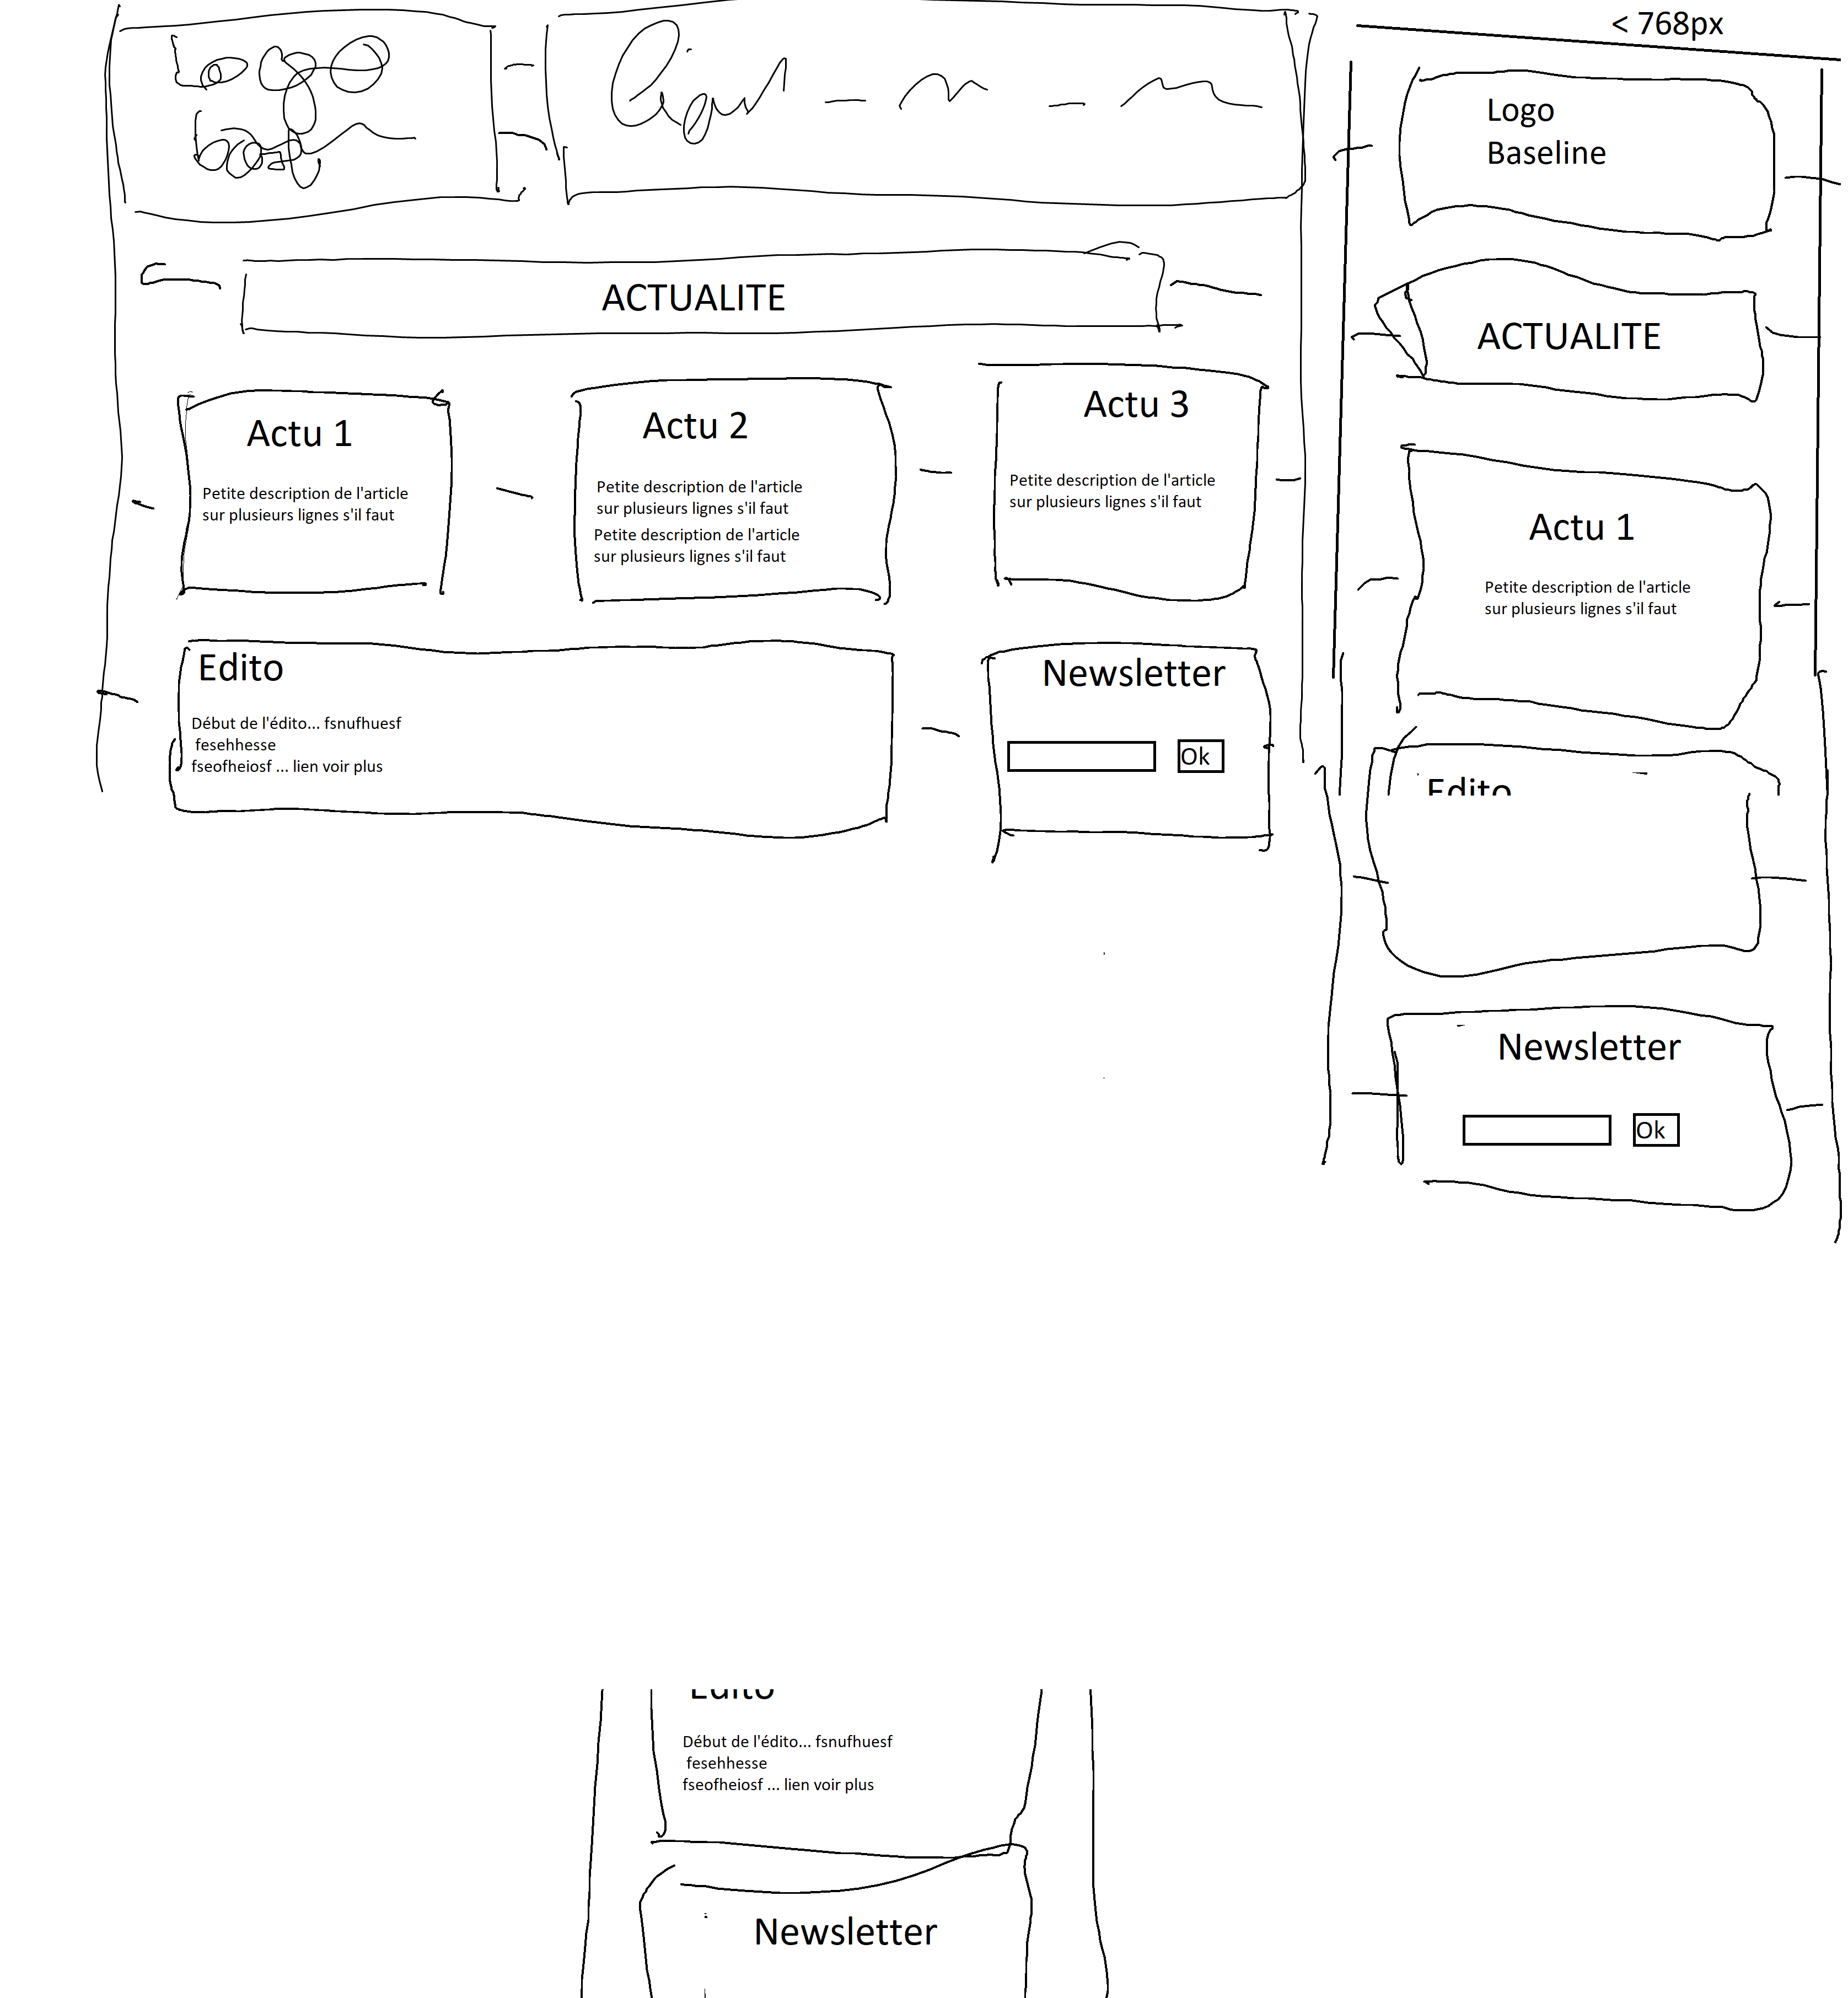 Logo
< 768px
Logo
Baseline
ACTUALITE
Actu 1
Petite description de l'article
sur plusieurs lignes s'il faut
Actu 2
Petite description de l'article
sur plusieurs lignes s'il faut
Petite description de l'article
sur plusieurs lignes s'il faut
Actu 3
Petite description de l'article
sur plusieurs lignes s'il faut
Edito
Début de l'édito... fsnufhuesf
fesehhesse
fseofheiosf ... lien voir plus
Newsletter
Ok
ACTUALITE
Actu 1
Petite description de l'article
sur plusieurs lignes s'il faut
Edito
Newsletter
Ok
Edito
Début de l'édito... fsnufhuesf
fesehhesse
fseofheiosf ... lien voir plus
Newsletter